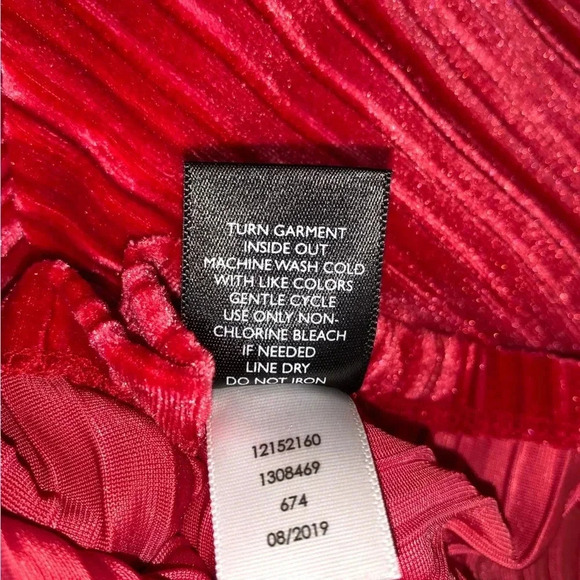 TURN GARMENT
INSIDE OUT
MACHINE WASH COLD
WITH LIKE COLORS
GENTLE CYCLE
USE ONLY NON-
CHLORINE BLEACH
IF NEEDED
LINE DRY
DO NOT IRON
12152160
1308469
674
08/2019